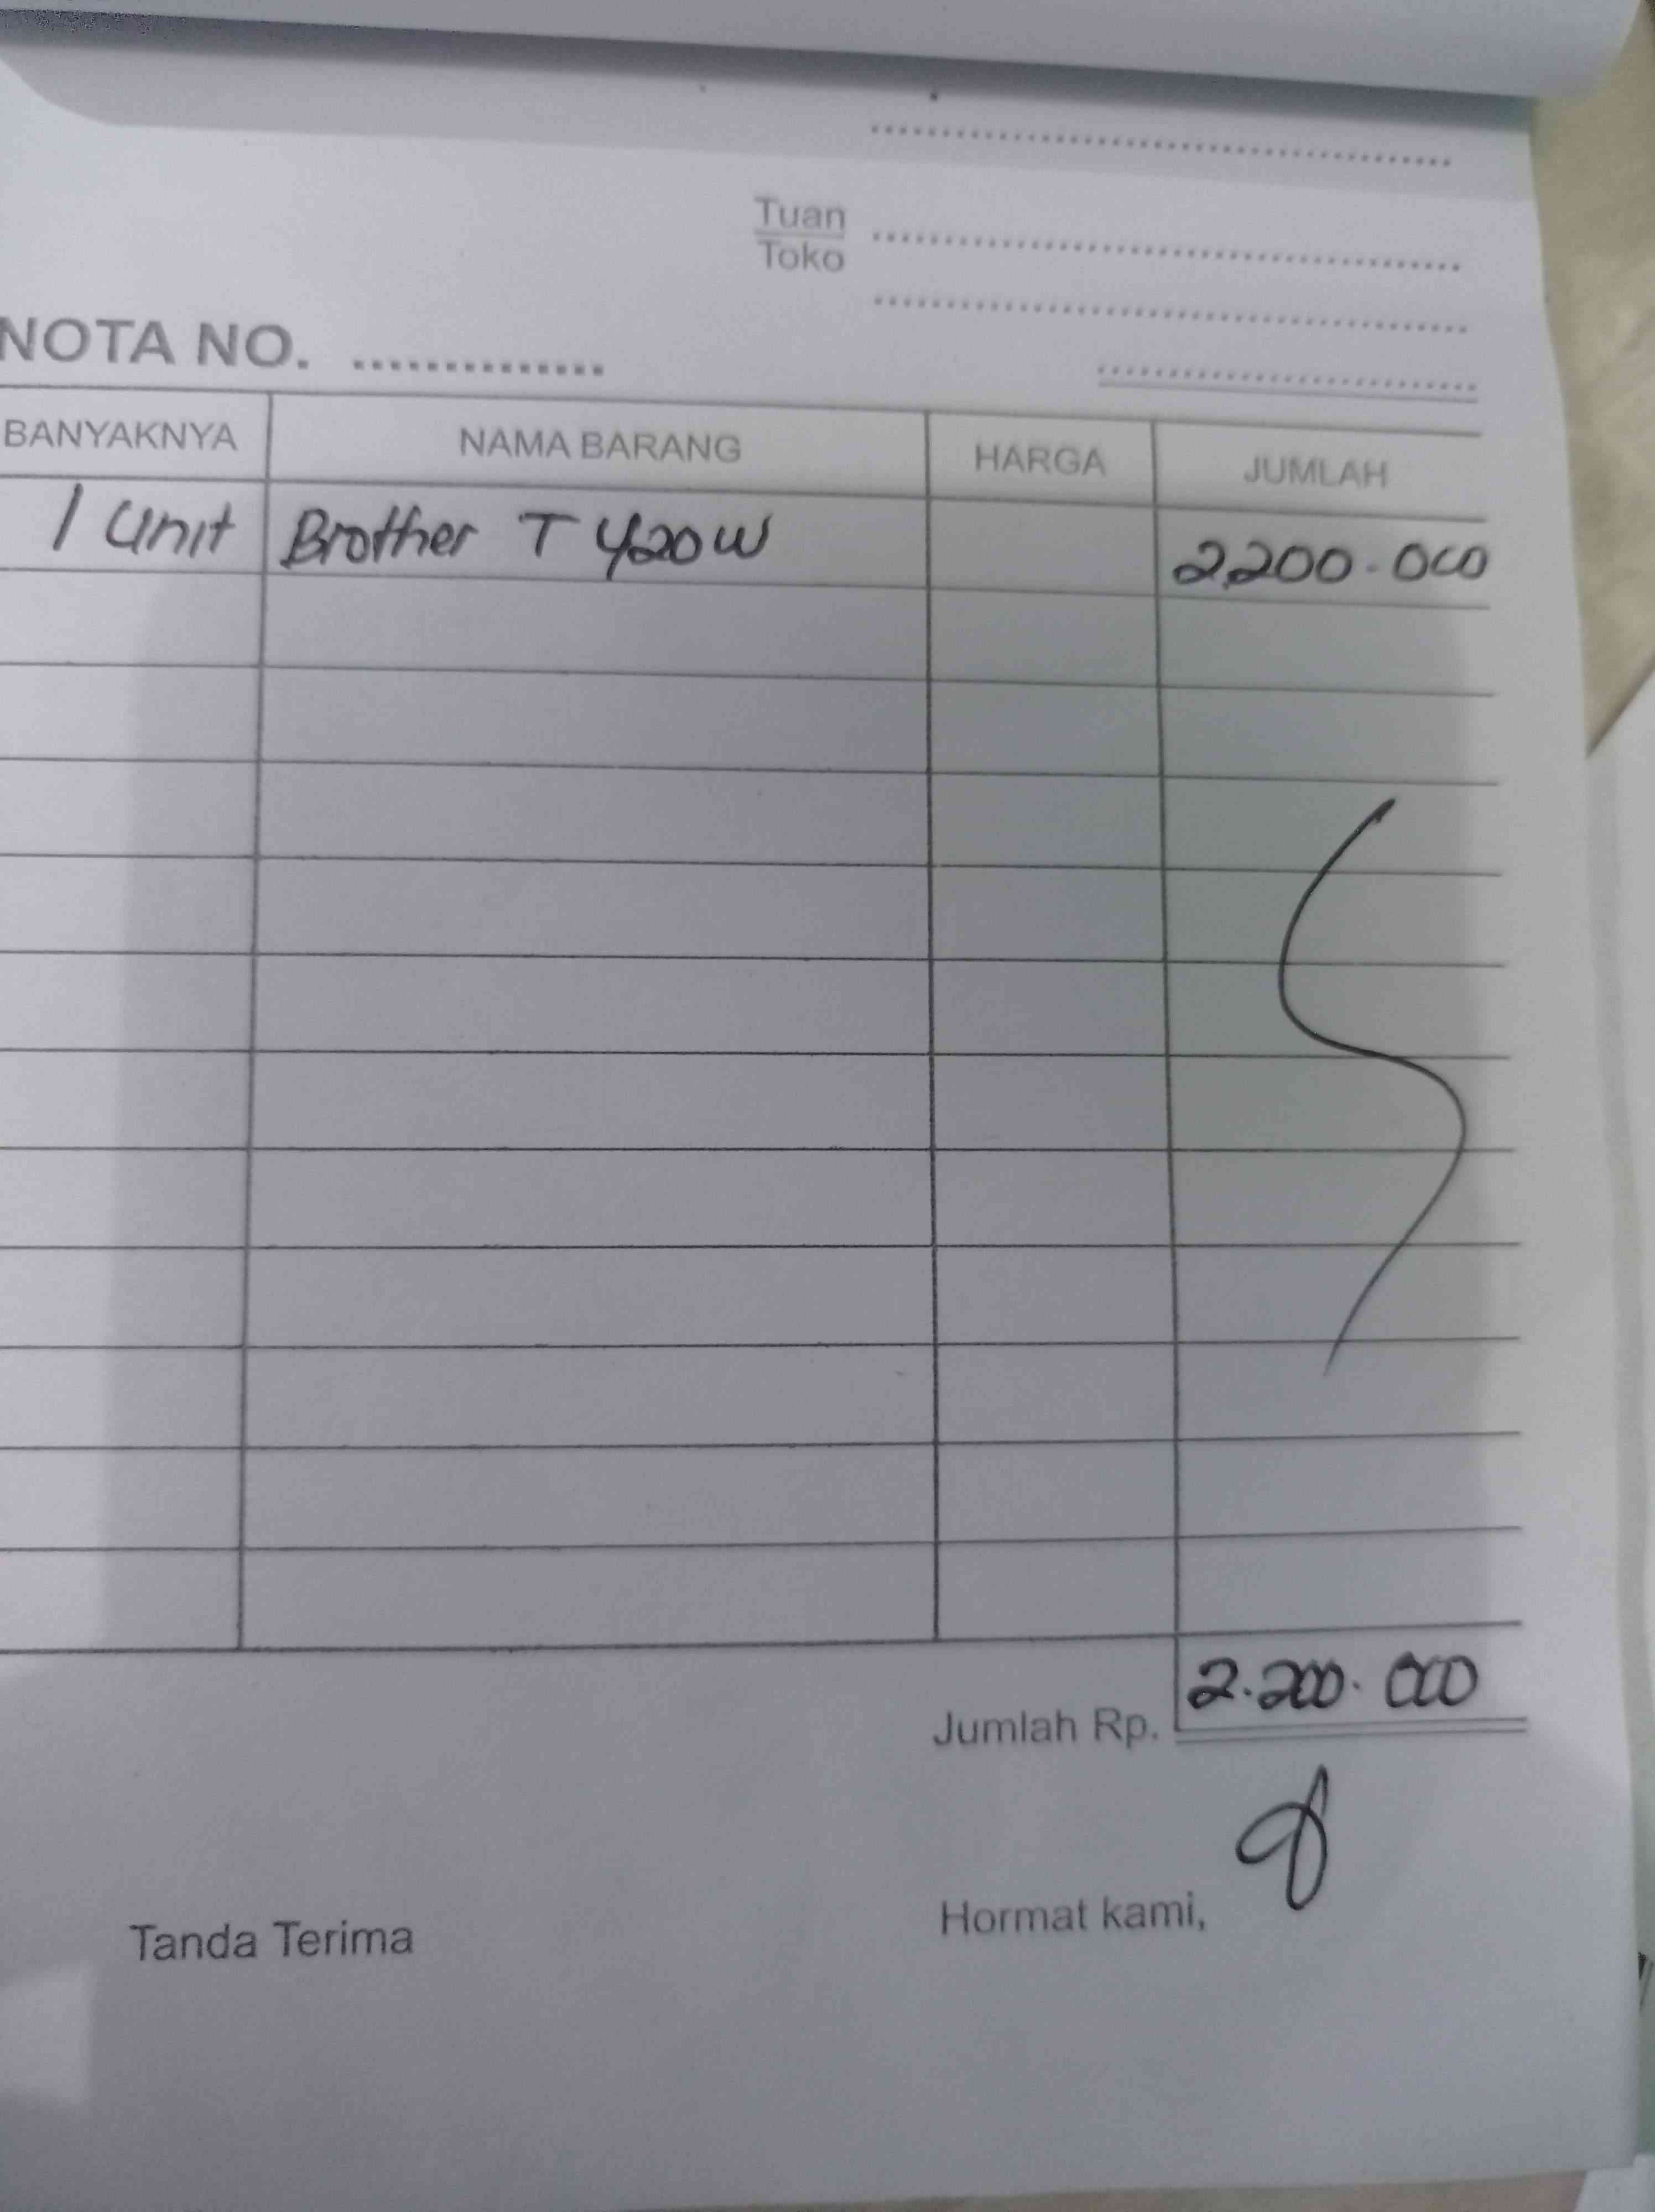 Tuan
Toko
NOTA NO. ..............
BANYAKNYA NAMA BARANG HARGA JUMLAH
1 Unit Brother T 420W 2.200.000
Jumlah Rp. 2.200.000
Tanda Terima Hormat kami,